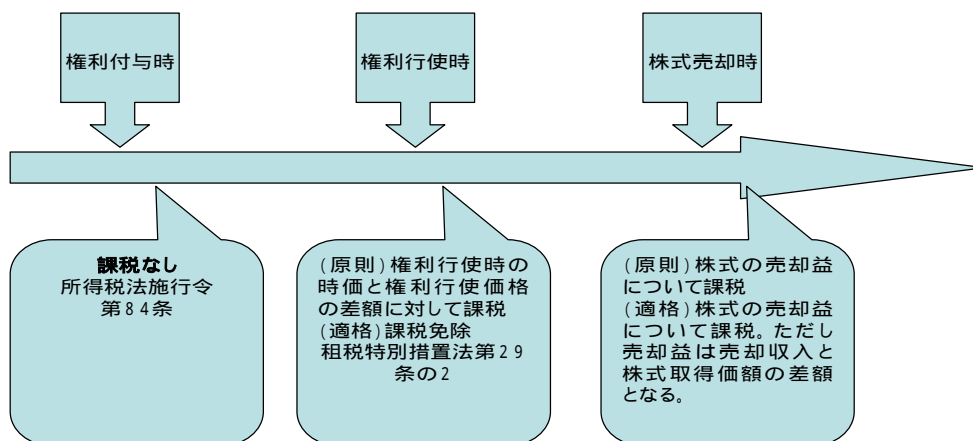 権利付与時
権利行使時
株式売却時
課税なし
所得税法施行令
第84条
(原則)権利行使時の
時価と権利行使価格
の差額に対して課税
(適格)課税免除
租税特別措置法第29
条の2
(原則)株式の売却益
について課税
(適格)株式の売却益
について課税。ただし
売却益は売却収入と
株式取得価額の差額
となる。